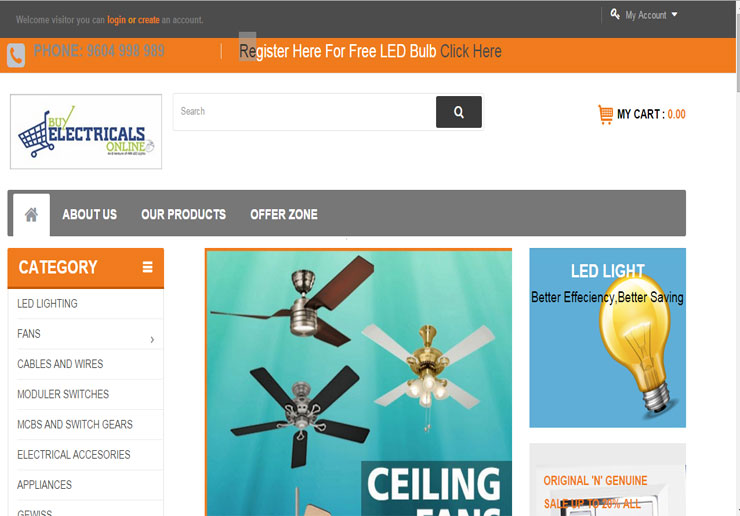 Welcome visitor you can login or create an account.
My Account
PHONE: 9604 998 989
Register Here For Free LED Bulb Click Here
BUY
ELECTRICALS
ONLINE
Search
MY CART : 0.00
ABOUT US
OUR PRODUCTS
OFFER ZONE
CATEGORY
LED LIGHTING
FANS
CABLES AND WIRES
MODULER SWITCHES
MCBS AND SWITCH GEARS
ELECTRICAL ACCESORIES
APPLIANCES
GEWISS
CEILING
FANS
LED LIGHT
Better Effeciency,Better Saving
ORIGINAL 'N' GENUINE
SALE UP TO 20% ALL